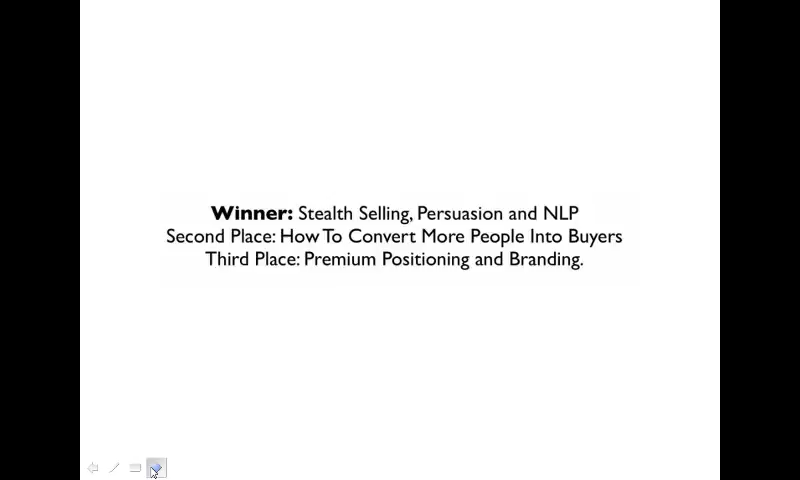 Winner: Stealth Selling, Persuasion and NLP
Second Place: How To Convert More People Into Buyers
Third Place: Premium Positioning and Branding.